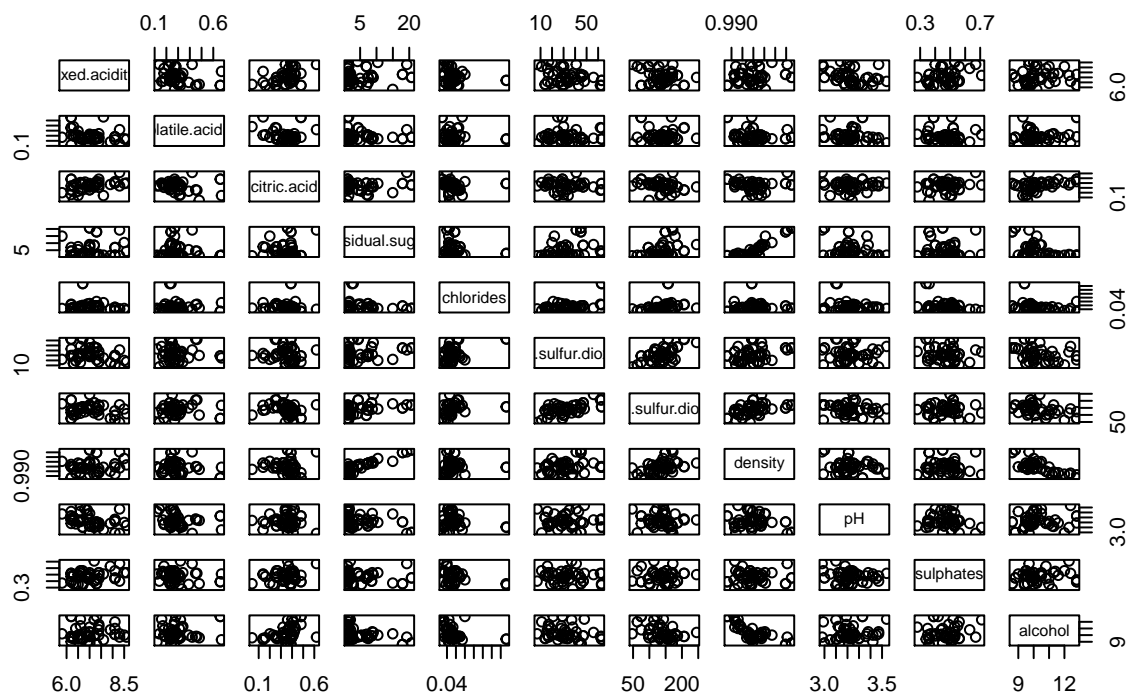 0.1 0.6 5 20 10 50 0.990 0.3 0.7
xed.acidit 6.0
0.1 latile.acid
citric.acid 0.1
5 sidual.sug
chlorides 0.04
10 .sulfur.dio
.sulfur.dio 50
0.990 density
pH 3.0
0.3 sulphates
alcohol 9
6.0 8.5 0.1 0.6 0.04 50 200 3.0 3.5 9 12